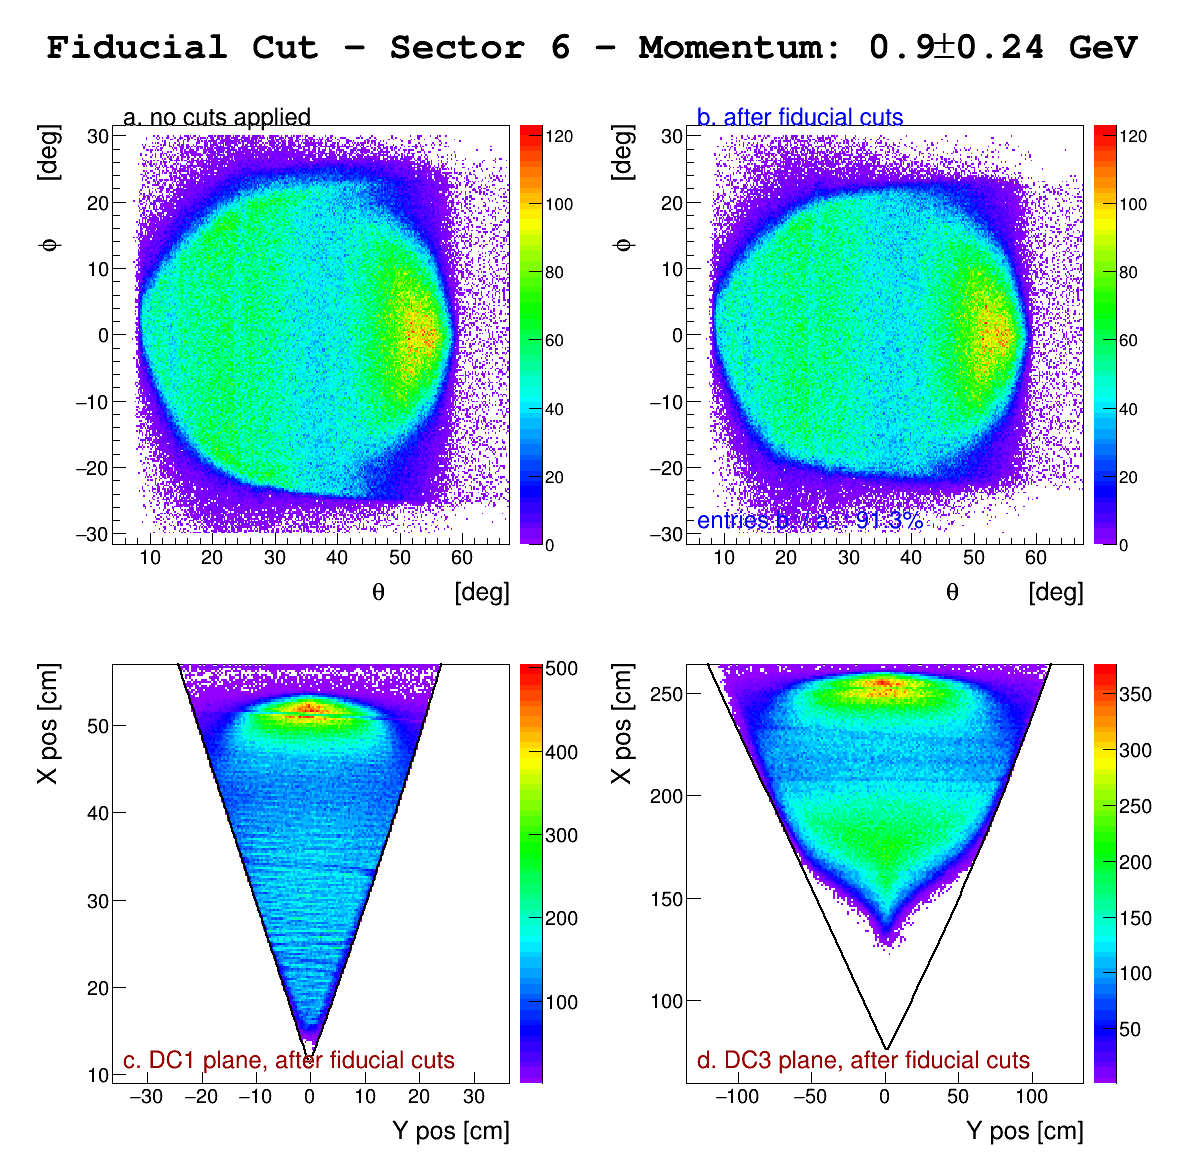 Fiducial Cut - Sector 6 - Momentum: 0.9±0.24 GeV
a. no cuts applied
b. after fiducial cuts
ϕ [deg]
30
20
10
0
−10
−20
−30
10 20 30 40 50 60
θ [deg]
120
100
80
60
40
20
0
ϕ [deg]
30
20
10
0
−10
−20
−30
entries b / a : 91.3%
10 20 30 40 50 60
θ [deg]
120
100
80
60
40
20
0
X pos [cm]
50
40
30
20
10
c. DC1 plane, after fiducial cuts
−30 −20 −10 0 10 20 30
Y pos [cm]
500
400
300
200
100
X pos [cm]
250
200
150
100
d. DC3 plane, after fiducial cuts
−100 −50 0 50 100
Y pos [cm]
350
300
250
200
150
100
50